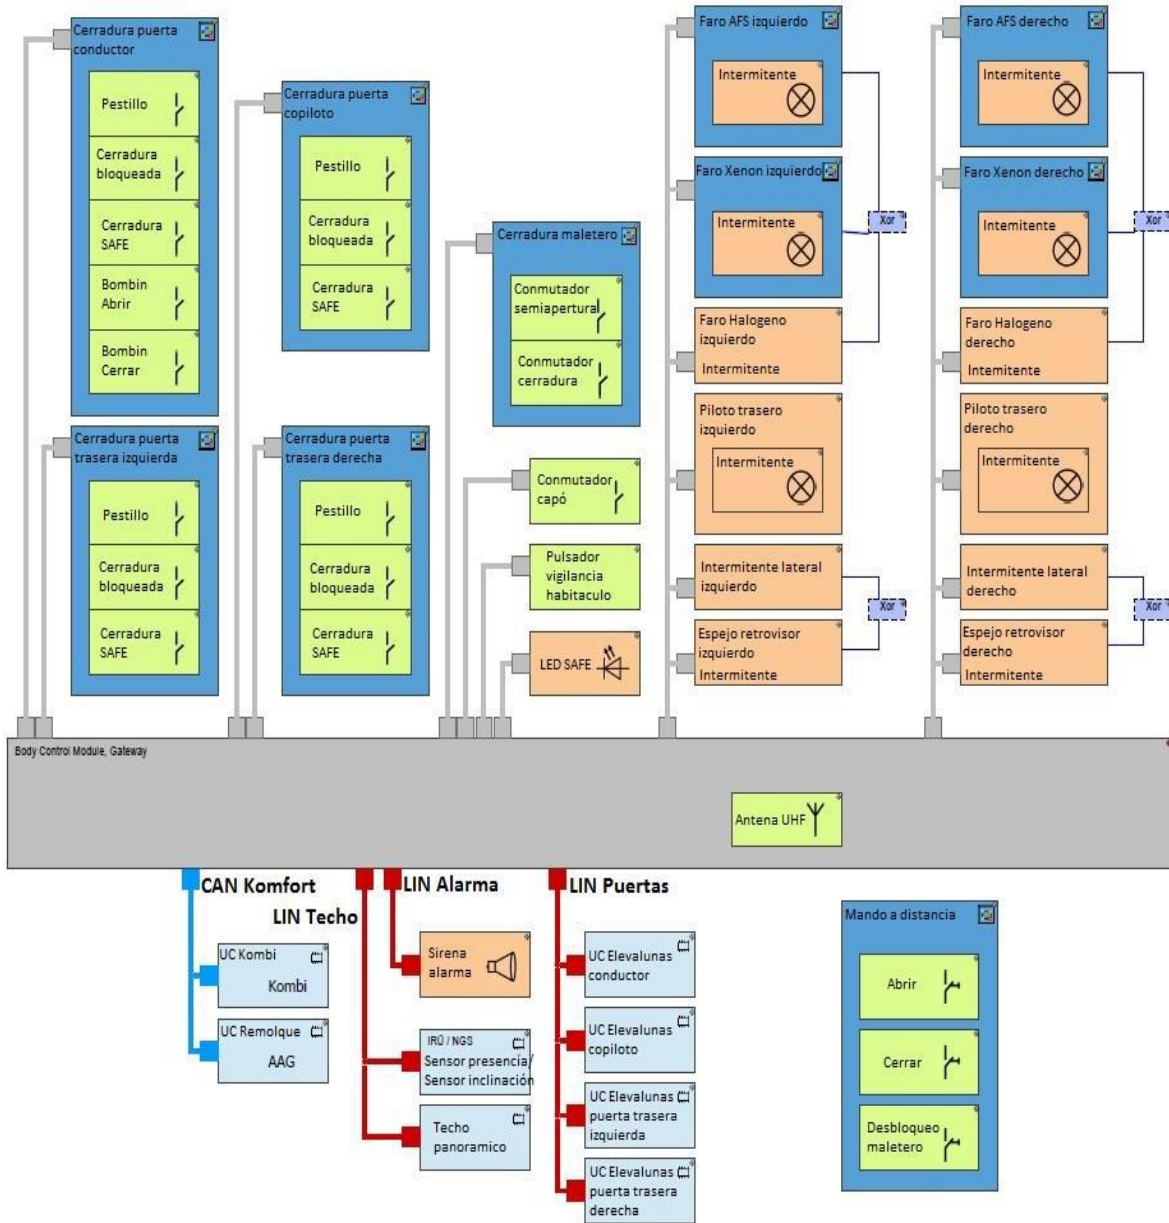 Cerradura puerta
conductor
Pestillo
Cerradura
bloqueada
Cerradura
SAFE
Bombin
Abrir
Bombin
Cerrar
Cerradura puerta
copiloto
Pestillo
Cerradura
bloqueada
Cerradura
SAFE
Cerradura maletero
Conmutador
semiapertura
Conmutador
cerradura
Cerradura puerta
trasera izquierda
Pestillo
Cerradura
bloqueada
Cerradura
SAFE
Cerradura puerta
trasera derecha
Pestillo
Cerradura
bloqueada
Cerradura
SAFE
Conmutador
capó
Pulsador
vigilancia
habitaculo
LED SAFE
Faro AFS izquierdo
Intermitente
Faro Xenon izquierdo
Intermitente
Xor
Faro Halogeno
izquierdo
Intermitente
Piloto trasero
izquierdo
Intermitente
Intermitente lateral
izquierdo
Xor
Espejo retrovisor
izquierdo
Intermitente
Faro AFS derecho
Intermitente
Faro Xenon derecho
Intermitente
Xor
Faro Halogeno
derecho
Intemitente
Piloto trasero
derecho
Intermitente
Intermitente lateral
derecho
Xor
Espejo retrovisor
derecho
Intermitente
Body Control Module, Gateway
Antena UHF
CAN Komfort
LIN Techo
LIN Alarma
LIN Puertas
UC Kombi
Kombi
UC Remolque
AAG
Sirena
alarma
IRÜ / NGS
Sensor presencia/
Sensor inclinación
Techo
panoramico
UC Elevalunas
conductor
UC Elevalunas
copiloto
UC Elevalunas
puerta trasera
izquierda
UC Elevalunas
puerta trasera
derecha
Mando a distancia
Abrir
Cerrar
Desbloqueo
maletero